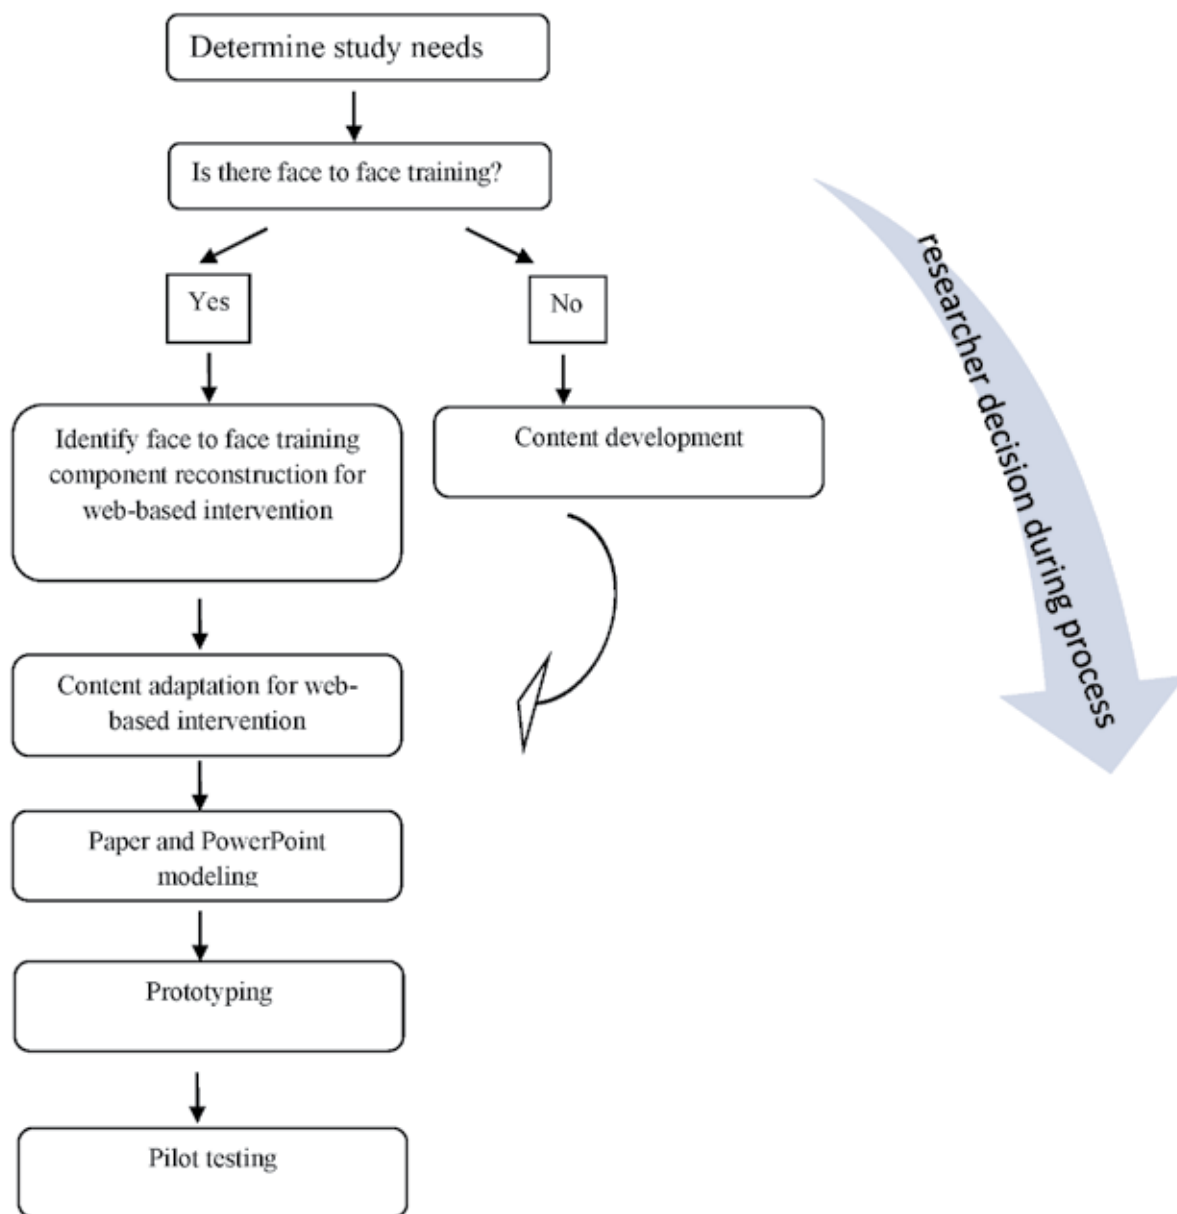 Determine study needs
Is there face to face training?
Yes
No
Identify face to face training
component reconstruction for
web-based intervention
Content development
Content adaptation for web-
based intervention
Paper and PowerPoint
modeling
Prototyping
Pilot testing
researcher decision during process